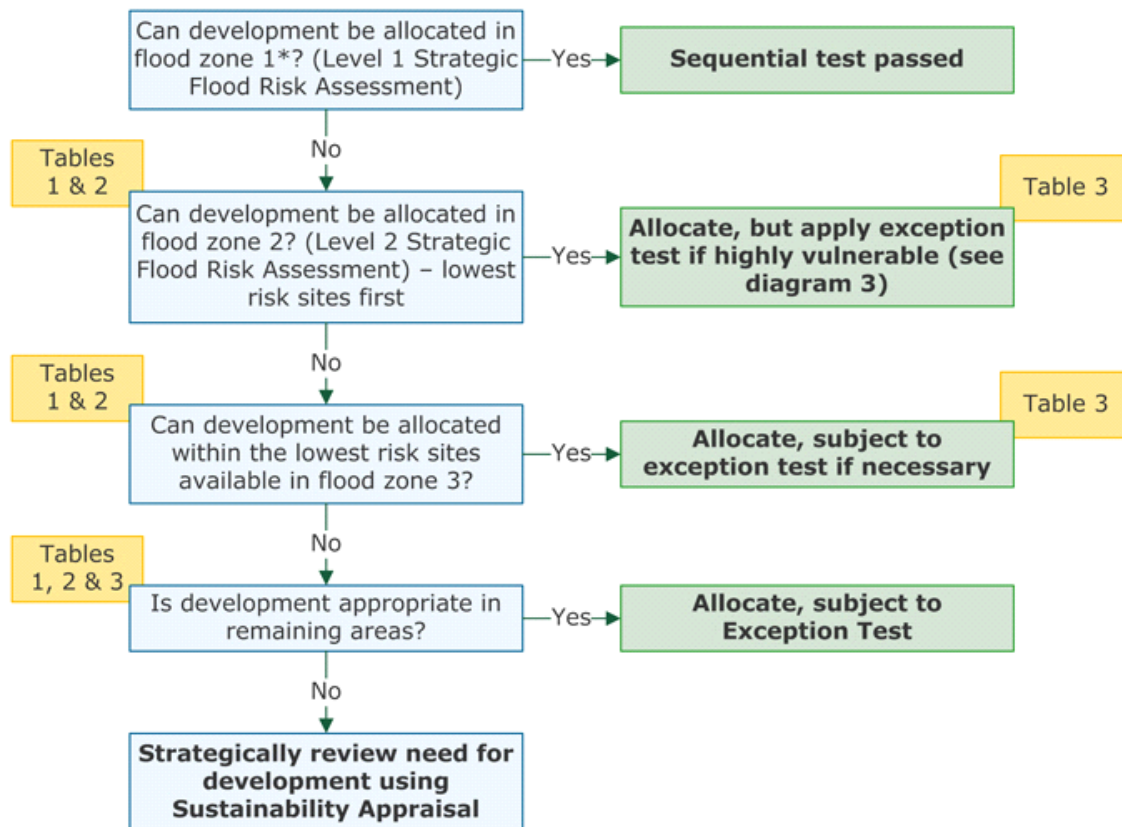 Can development be allocated in
flood zone 1*? (Level 1 Strategic
Flood Risk Assessment)
Yes
Sequential test passed
No
Tables
1 & 2
Can development be allocated in
flood zone 2? (Level 2 Strategic
Flood Risk Assessment) – lowest
risk sites first
Yes
Allocate, but apply exception
test if highly vulnerable (see
diagram 3)
Table 3
No
Tables
1 & 2
Can development be allocated
within the lowest risk sites
available in flood zone 3?
Yes
Allocate, subject to
exception test if necessary
Table 3
No
Tables
1, 2 & 3
Is development appropriate in
remaining areas?
Yes
Allocate, subject to
Exception Test
No
Strategically review need for
development using
Sustainability Appraisal